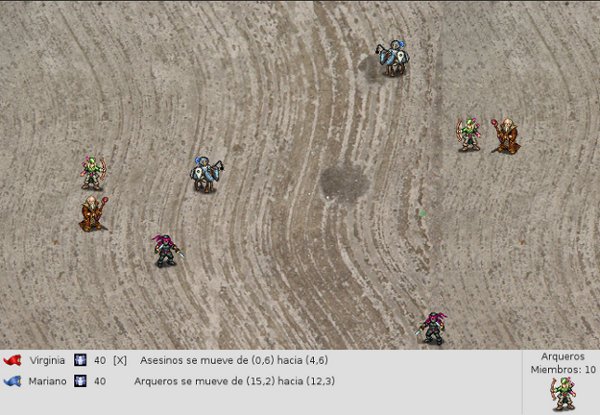 Virginia 40 [X] Asesinos se mueve de (0,6) hacia (4,6)
Mariano 40 Arqueros se mueve de (15,2) hacia (12,3)
Arqueros
Miembros: 10